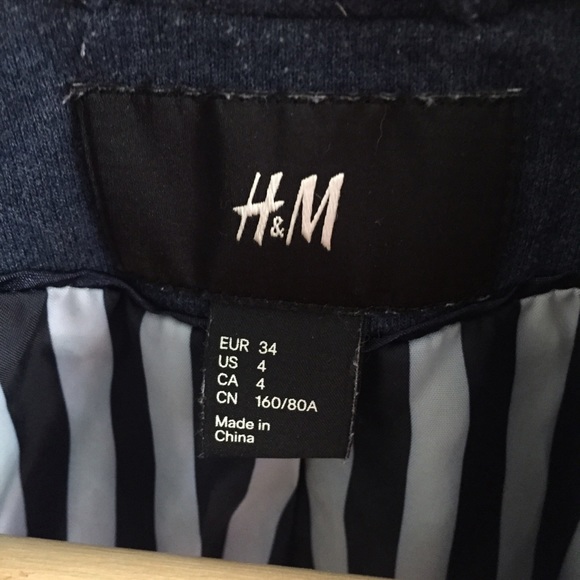 H&M
EUR 34
US 4
CA 4
CN 160/80A
Made in
China